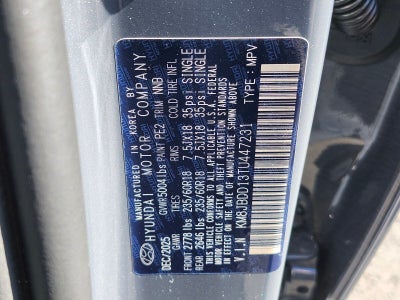 MANUFACTURED IN KOREA BY
HYUNDAI MOTOR COMPANY
DEC/2025 GVWR 5004 lbs PAINT PE2 TRIM NNB
GAWR TIRES RIMS COLD TIRE INFL
FRONT 2778 lbs 235/60R18 7.5JX18 35psi SINGLE
REAR 2646 lbs 235/60R18 7.5JX18 35psi SINGLE
THIS VEHICLE CONFORMS TO ALL APPLICABLE U.S.A. FEDERAL
MOTOR VEHICLE SAFETY AND THEFT PREVENTION STANDARDS
IN EFFECT ON THE DATE OF MANUFACTURE SHOWN ABOVE.
V.I.N : TYPE : MPV